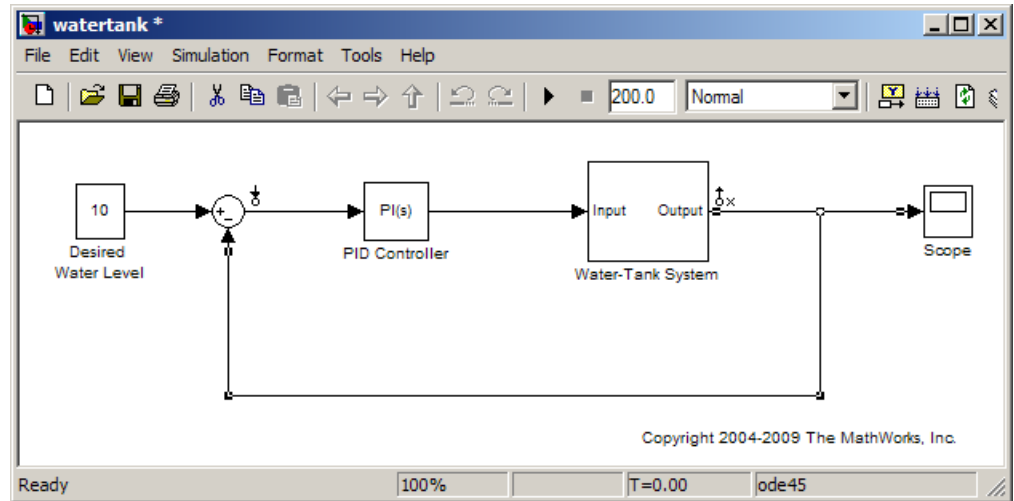 watertank *
File Edit View Simulation Format Tools Help
200.0 Normal
10
Desired
Water Level
PI(s)
PID Controller
Input Output
Water-Tank System
Scope
Copyright 2004-2009 The MathWorks, Inc.
Ready 100% T=0.00 ode45